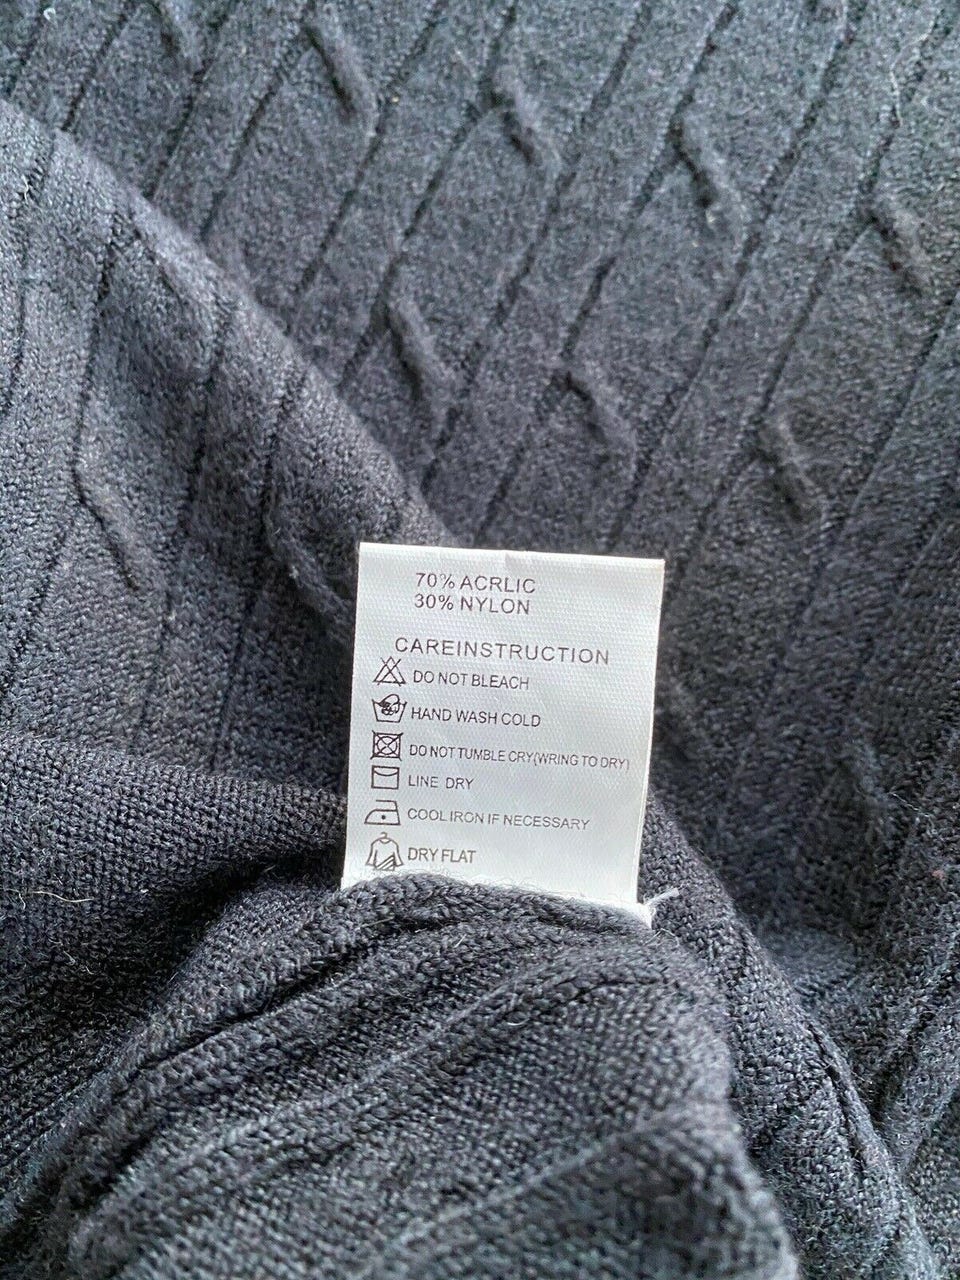 70% ACRLIC
30% NYLON
CAREINSTRUCTION
DO NOT BLEACH
HAND WASH COLD
DO NOT TUMBLE CRY(WRING TO DRY)
LINE DRY
COOL IRON IF NECESSARY
DRY FLAT